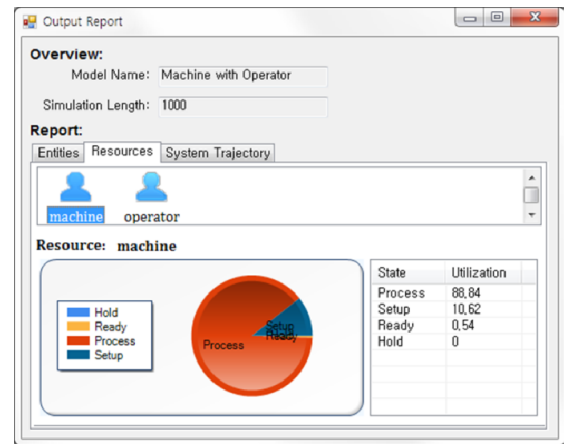 Output Report
Overview:
Model Name: Machine with Operator
Simulation Length: 1000
Report:
Entities Resources System Trajectory
machine operator
Resource: machine
Hold
Ready
Process
Setup
Process
Setup
Ready
State Utilization
Process 88,84
Setup 10,62
Ready 0,54
Hold 0